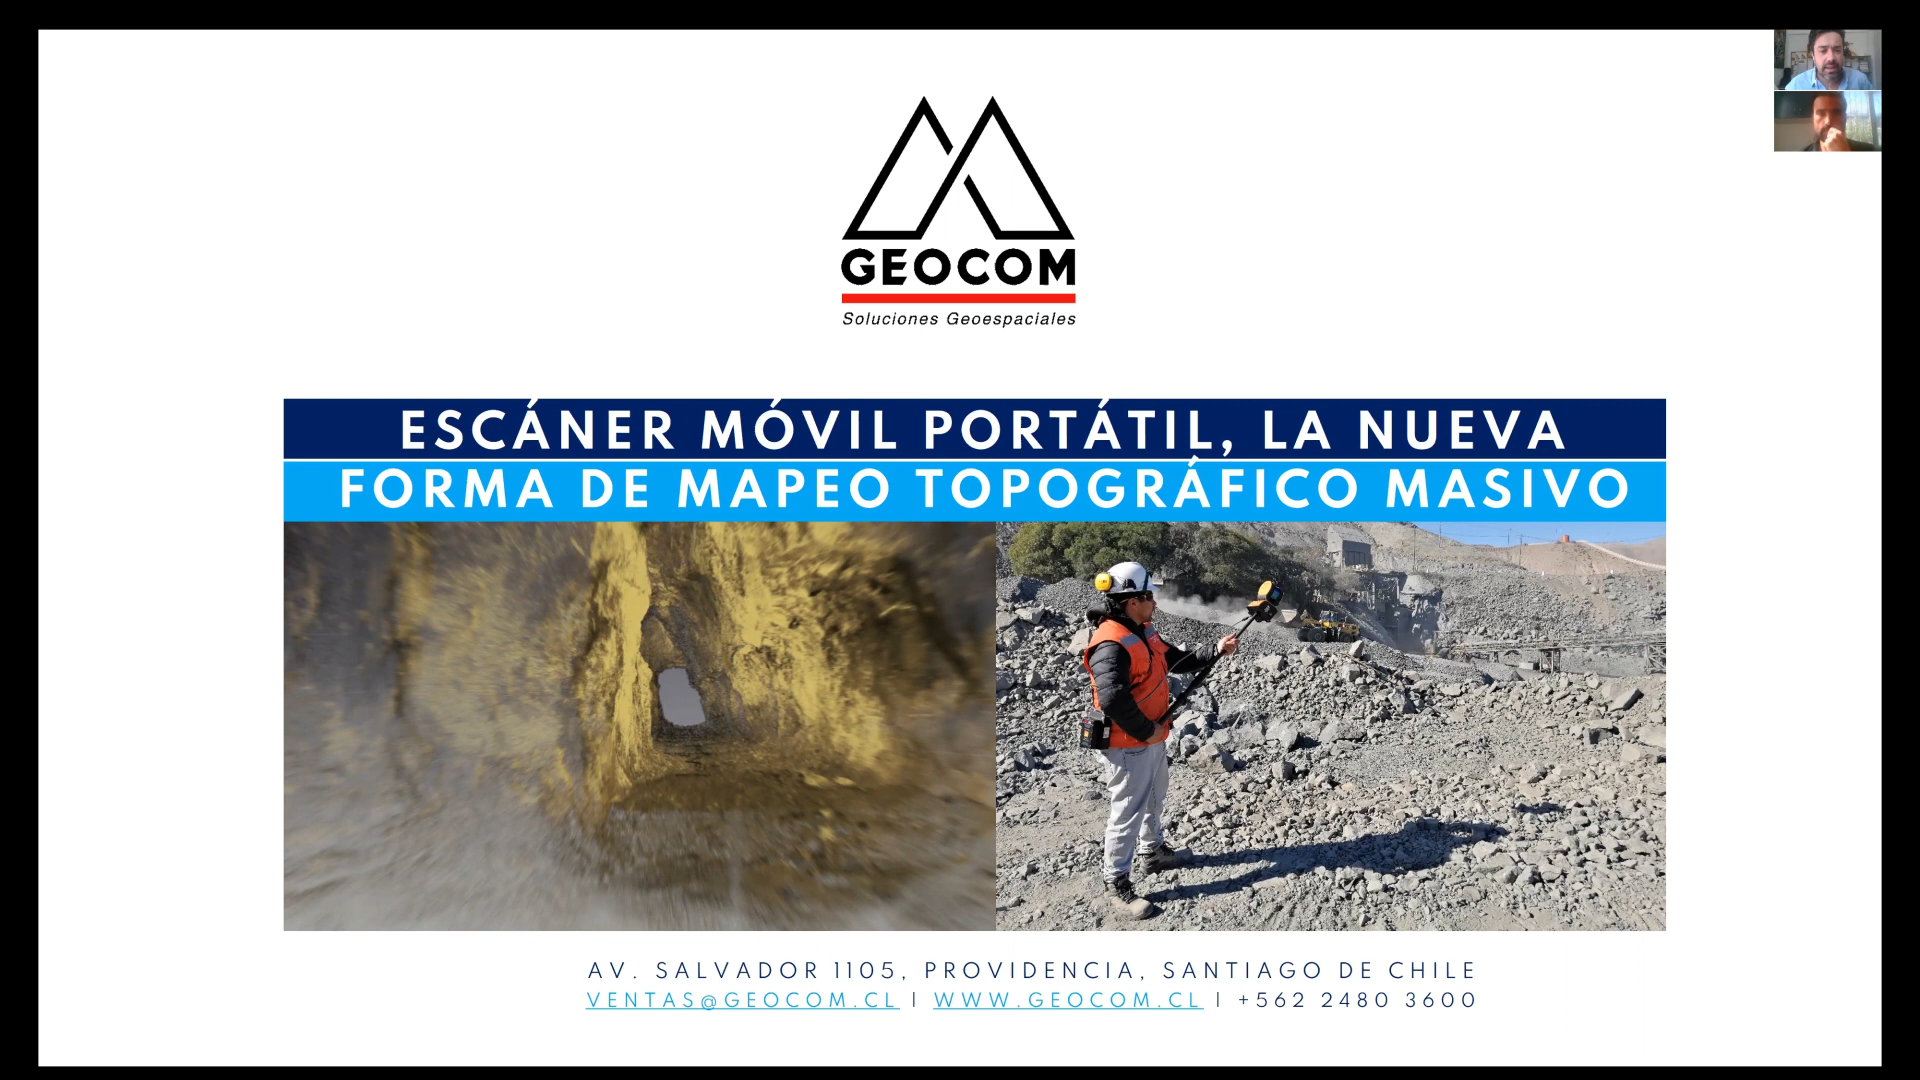 GEOCOM
Soluciones Geoespaciales
ESCÁNER MÓVIL PORTÁTIL, LA NUEVA
FORMA DE MAPEO TOPOGRÁFICO MASIVO
AV. SALVADOR 1105, PROVIDENCIA, SANTIAGO DE CHILE
VENTAS@GEOCOM.CL | WWW.GEOCOM.CL | +562 2480 3600